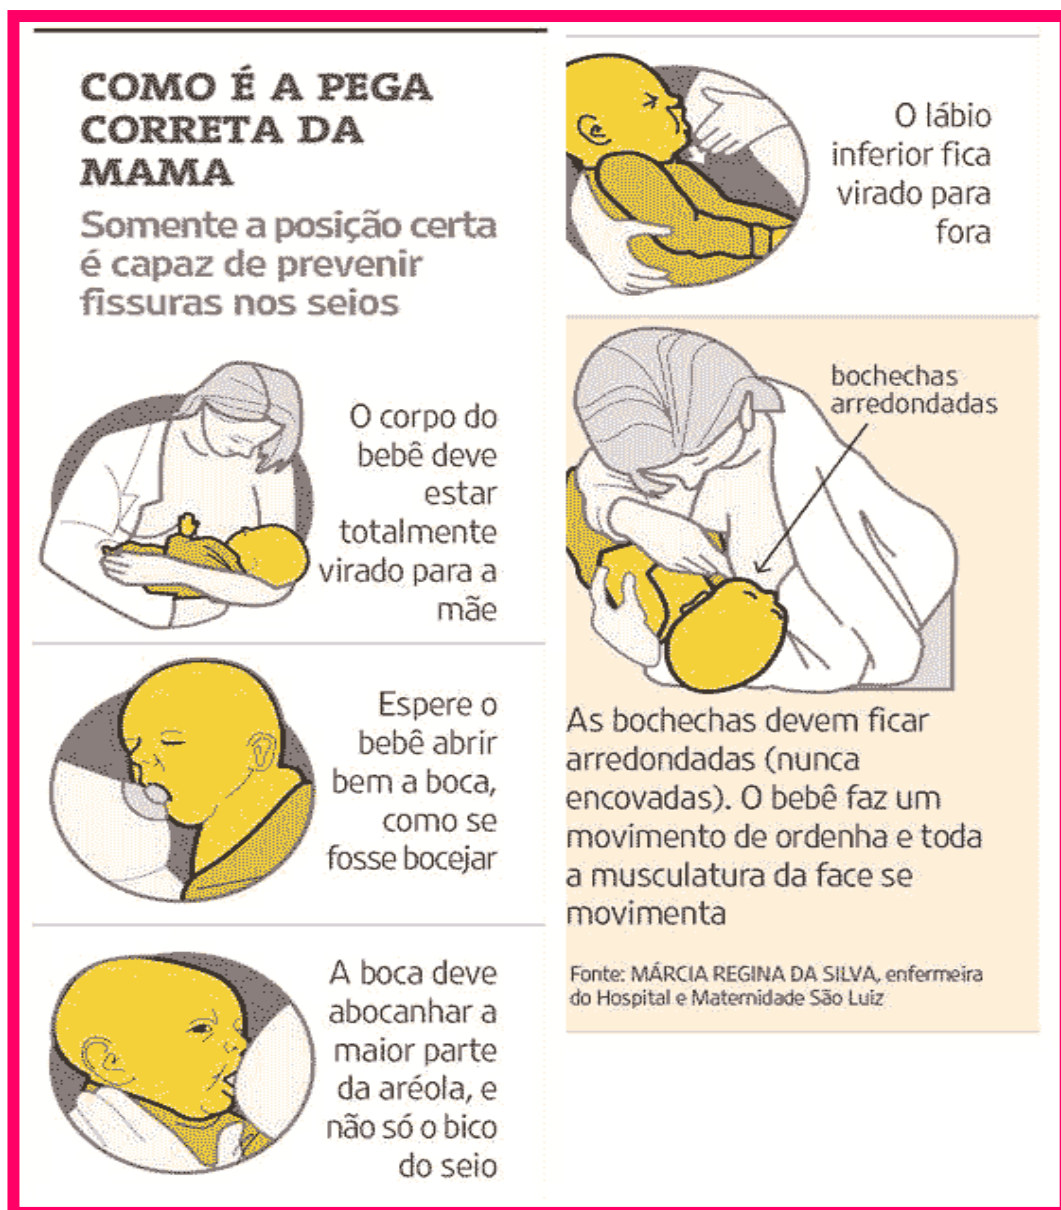 COMO É A PEGA
CORRETA DA
MAMA
Somente a posição certa
é capaz de prevenir
fissuras nos seios
O corpo do
bebê deve
estar
totalmente
virado para a
mãe
Espere o
bebê abrir
bem a boca,
como se
fosse bocejar
A boca deve
abocanhar a
maior parte
da aréola, e
não só o bico
do seio
O lábio
inferior fica
virado para
fora
bochechas
arredondadas
As bochechas devem ficar
arredondadas (nunca
encovadas). O bebê faz um
movimento de ordenha e toda
a musculatura da face se
movimenta
Fonte: MÁRCIA REGINA DA SILVA, enfermeira
do Hospital e Maternidade São Luiz